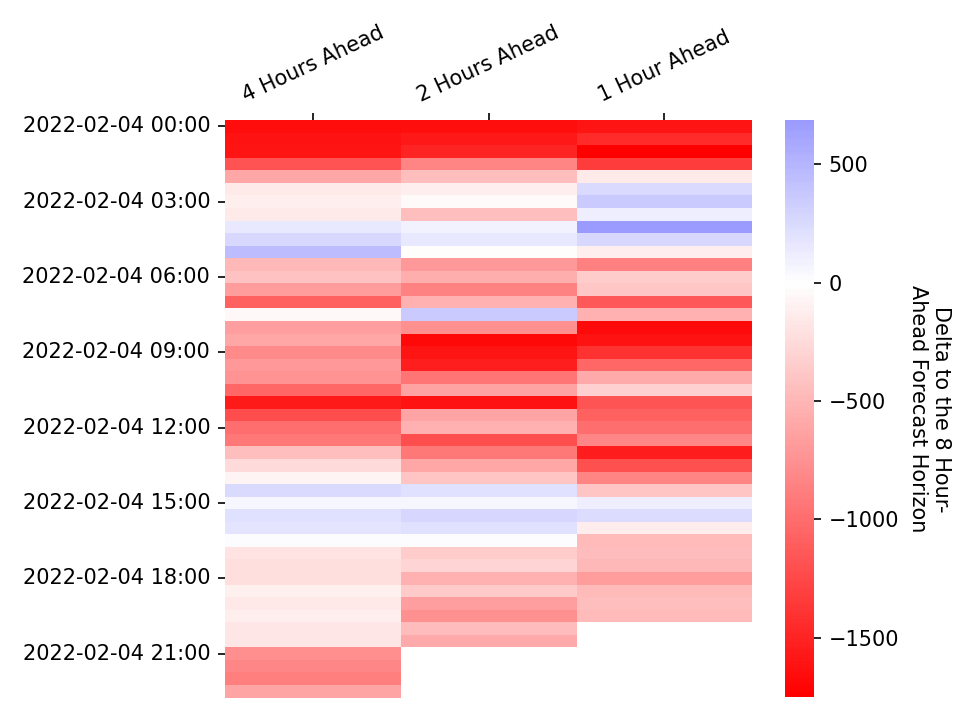 4 Hours Ahead
2 Hours Ahead
1 Hour Ahead
2022-02-04 00:00
2022-02-04 03:00
2022-02-04 06:00
2022-02-04 09:00
2022-02-04 12:00
2022-02-04 15:00
2022-02-04 18:00
2022-02-04 21:00
500
0
−500
−1000
−1500
Delta to the 8 Hour-
Ahead Forecast Horizon